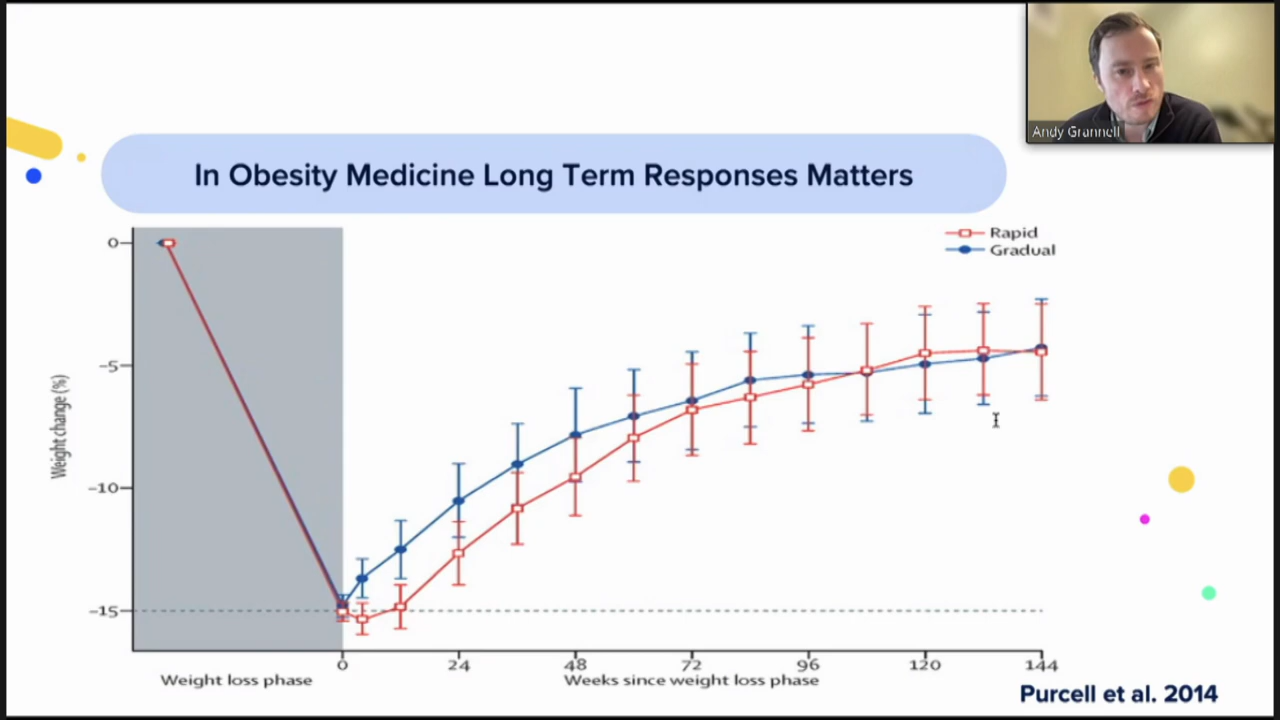 Andy Grannell
In Obesity Medicine Long Term Responses Matters
Rapid
Gradual
Weight change (%)
0
-5
-10
-15
0 24 48 72 96 120 144
Weight loss phase
Weeks since weight loss phase
Purcell et al. 2014